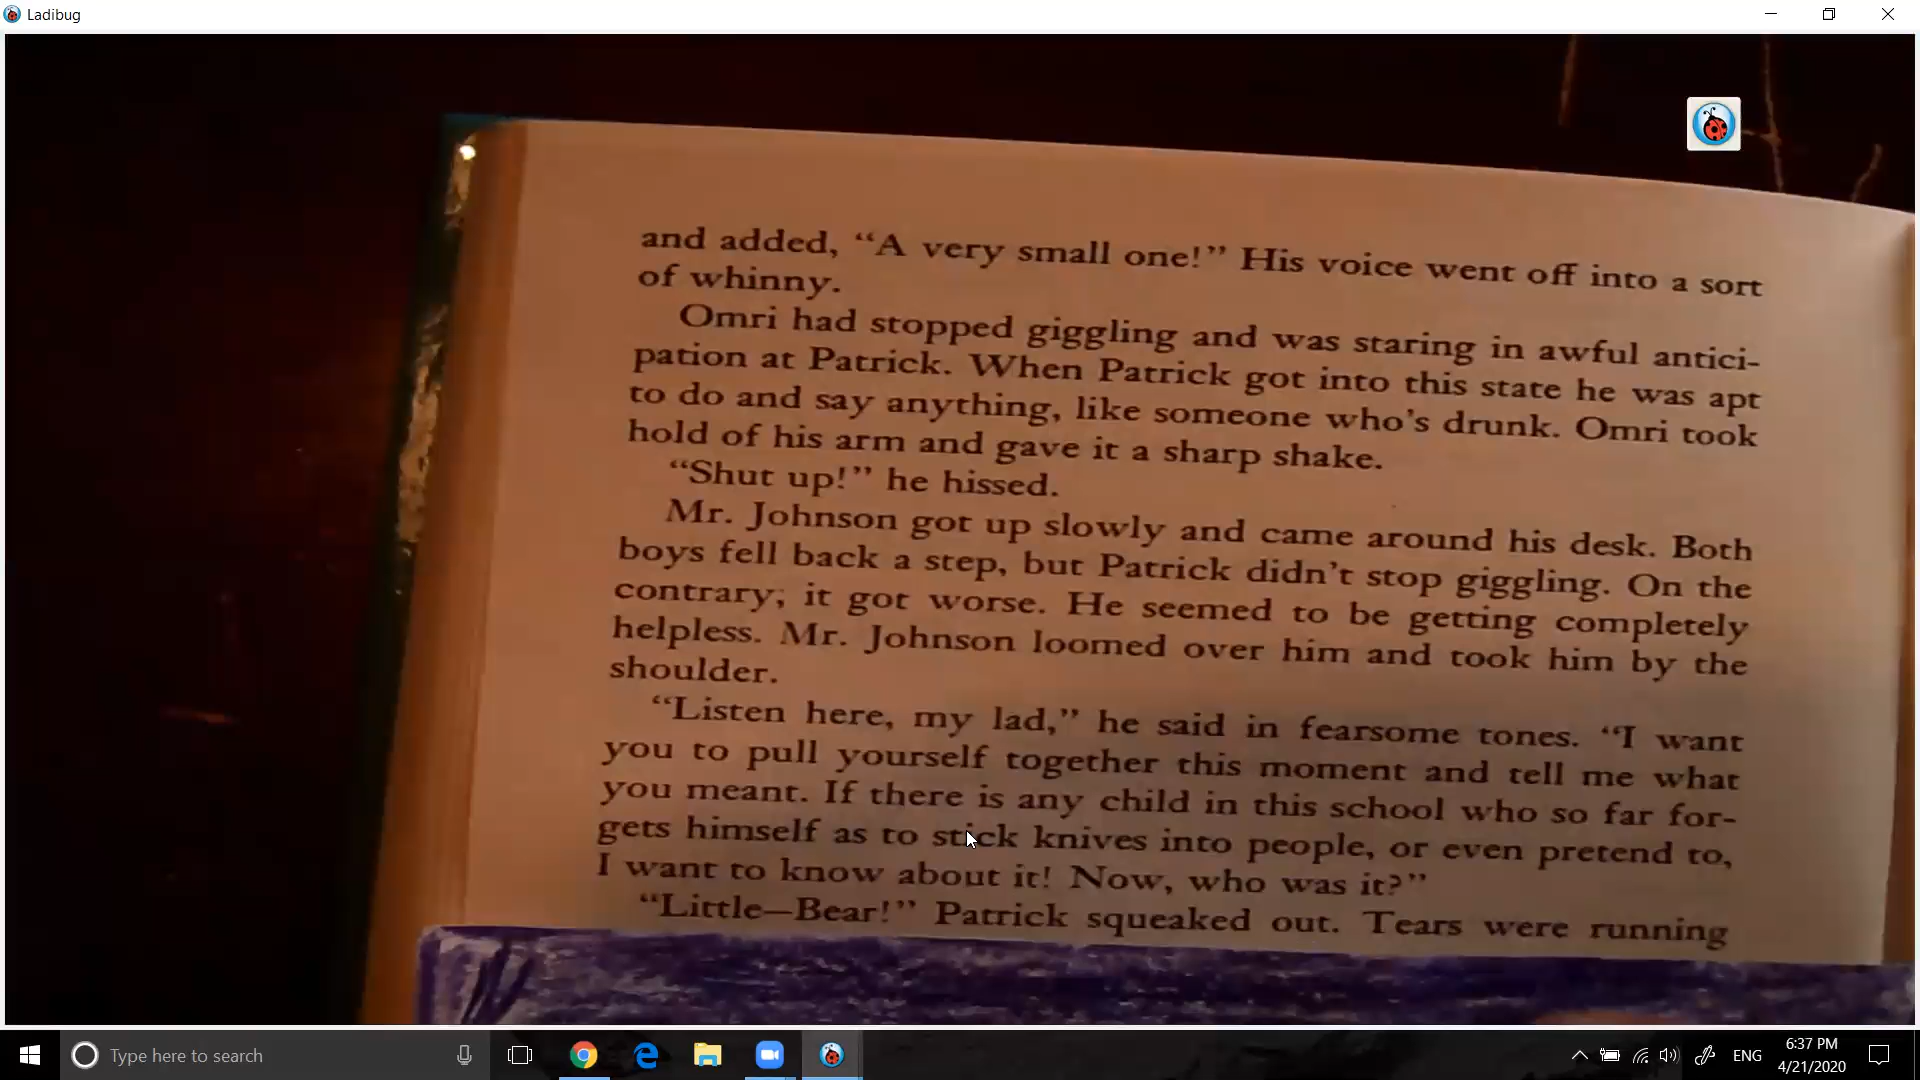 Ladibug
and added, “A very small one!” His voice went off into a sort
of whinny.
Omri had stopped giggling and was staring in awful antici-
pation at Patrick. When Patrick got into this state he was apt
to do and say anything, like someone who’s drunk. Omri took
hold of his arm and gave it a sharp shake.
“Shut up!” he hissed.
Mr. Johnson got up slowly and came around his desk. Both
boys fell back a step, but Patrick didn’t stop giggling. On the
contrary, it got worse. He seemed to be getting completely
helpless. Mr. Johnson loomed over him and took him by the
shoulder.
“Listen here, my lad,” he said in fearsome tones. “I want
you to pull yourself together this moment and tell me what
you meant. If there is any child in this school who so far for-
gets himself as to stick knives into people, or even pretend to,
I want to know about it! Now, who was it?”
“Little—Bear!” Patrick squeaked out. Tears were running
Type here to search
ENG
6:37 PM
4/21/2020